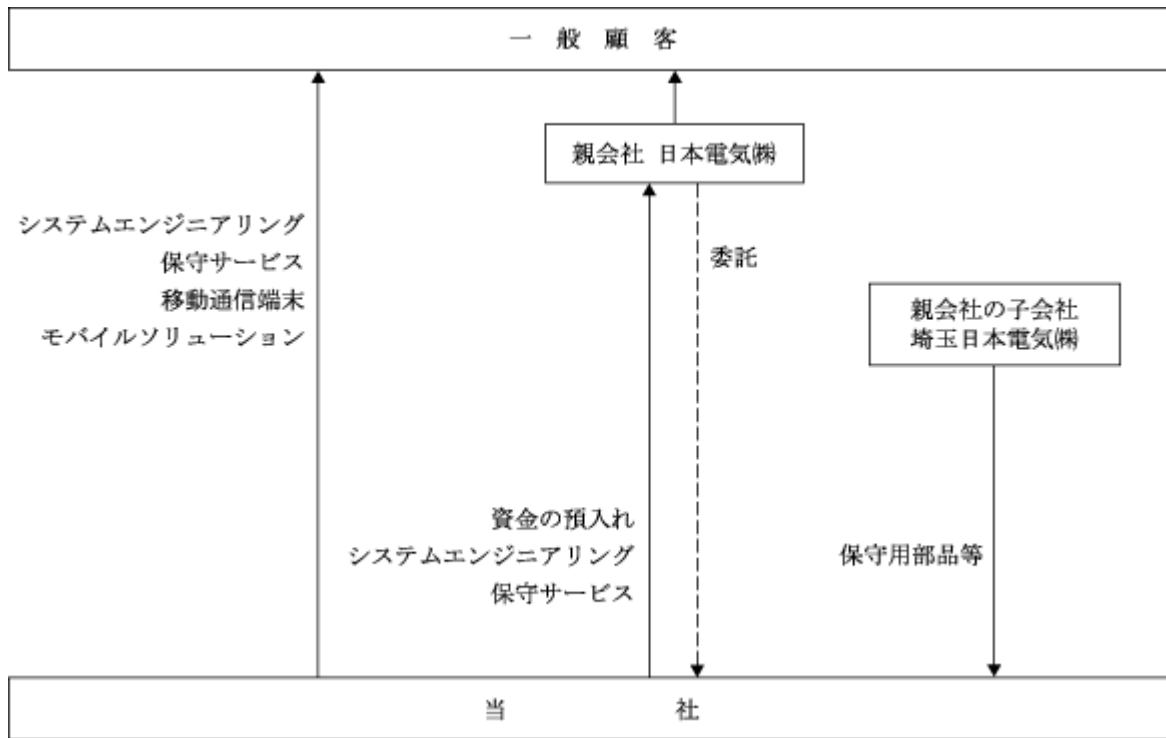 一般顧客
親会社 日本電気㈱
システムエンジニアリング
保守サービス
移動通信端末
モバイルソリューション
委託
親会社の子会社
埼玉日本電気㈱
資金の預入れ
システムエンジニアリング
保守サービス
保守用部品等
当社